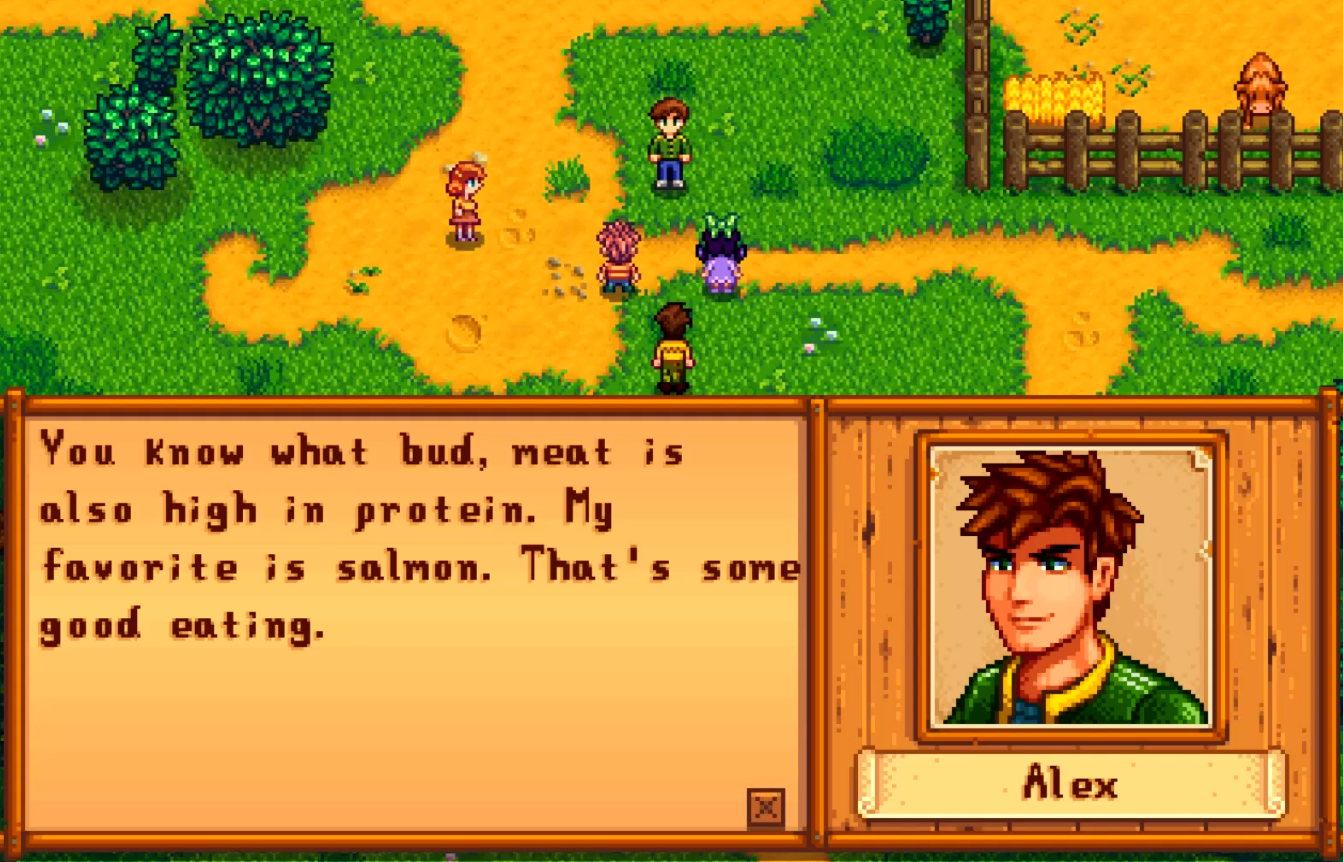 You know what bud, meat is
also high in protein. My
favorite is salmon. That's some
good eating.
Alex